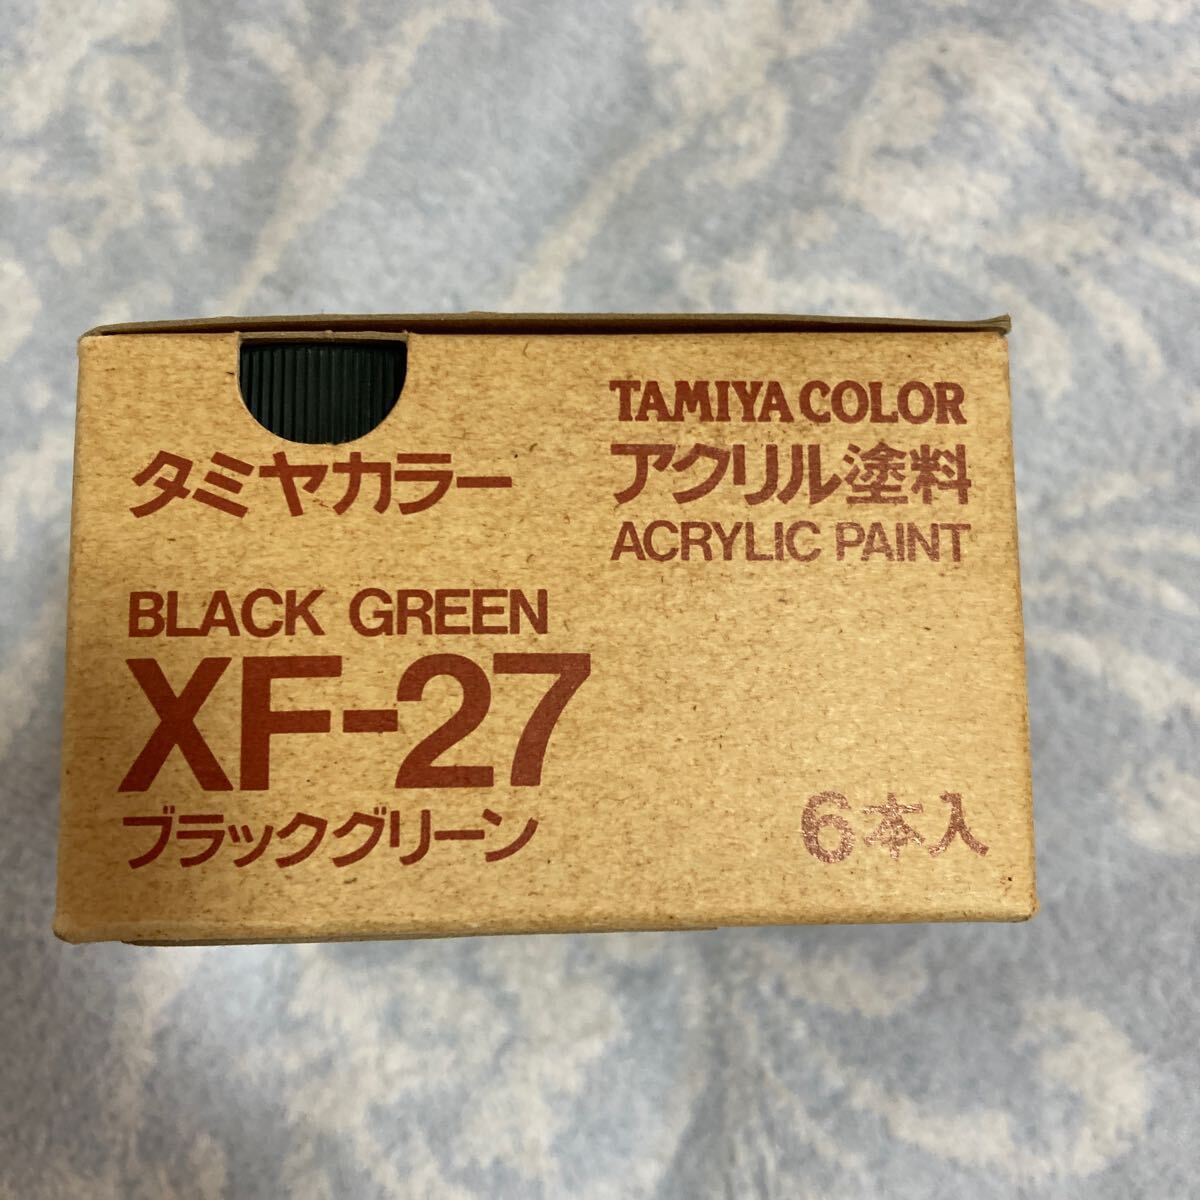 タミヤカラー
TAMIYA COLOR
アクリル塗料
ACRYLIC PAINT
BLACK GREEN
XF-27
ブラックグリーン
6本入